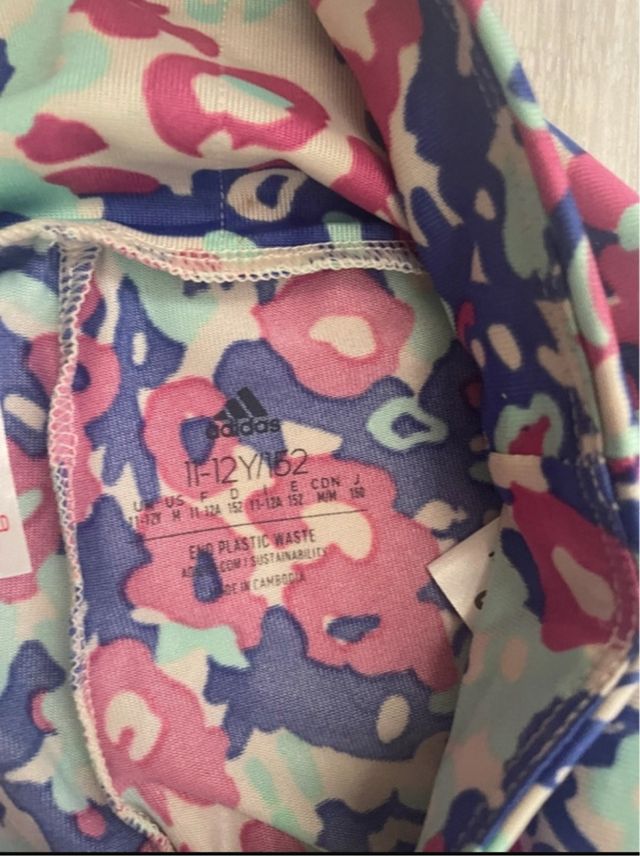 adidas
11-12Y/152
UK US F D I E CDN J
11-12Y M 11-12A 152 11-12A 152 M/M 150
END PLASTIC WASTE
ADIDAS.COM / SUSTAINABILITY
MADE IN CAMBODIA